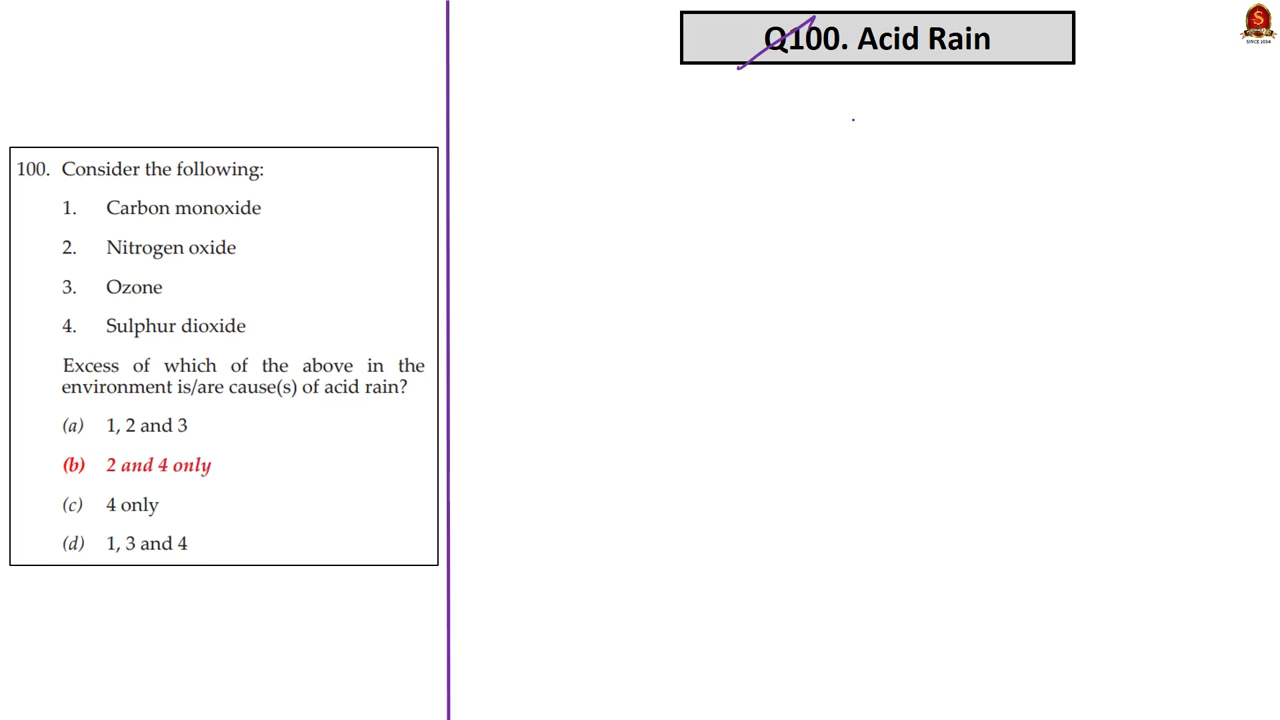 Q100. Acid Rain
S
SINCE 2004
100. Consider the following:
1. Carbon monoxide
2. Nitrogen oxide
3. Ozone
4. Sulphur dioxide
Excess of which of the above in the
environment is/are cause(s) of acid rain?
(a) 1, 2 and 3
(b) 2 and 4 only
(c) 4 only
(d) 1, 3 and 4